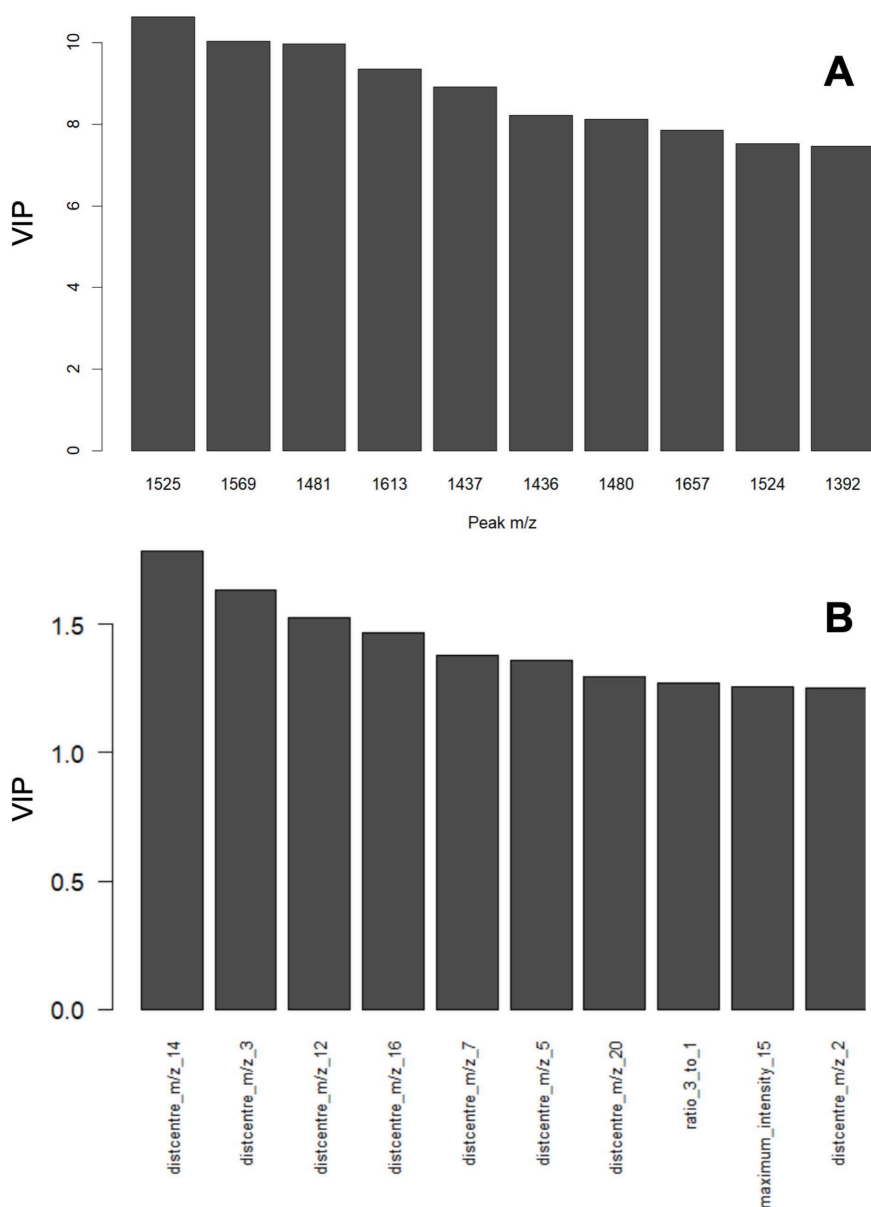 A
10
8
6
4
2
0
VIP
1525 1569 1481 1613 1437 1436 1480 1657 1524 1392
Peak m/z
B
1.5
1.0
0.5
0.0
VIP
distcentre_m/z_14
distcentre_m/z_3
distcentre_m/z_12
distcentre_m/z_16
distcentre_m/z_7
distcentre_m/z_5
distcentre_m/z_20
ratio_3_to_1
maximum_intensity_15
distcentre_m/z_2